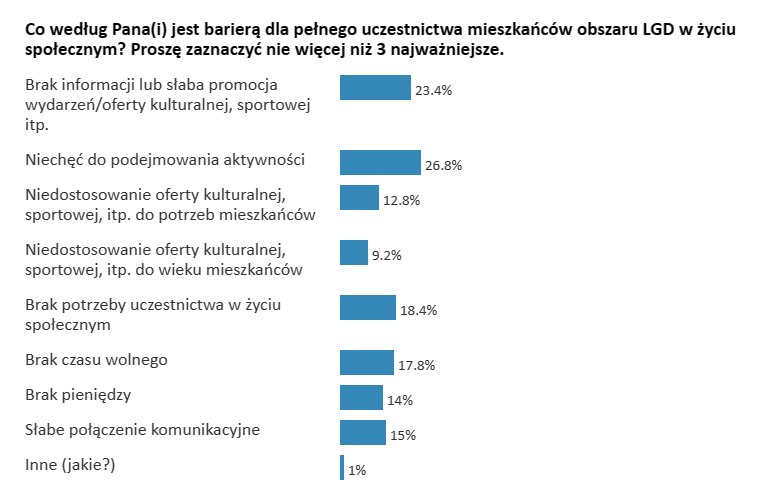 Co według Pana(i) jest barierą dla pełnego uczestnictwa mieszkańców obszaru LGD w życiu
społecznym? Proszę zaznaczyć nie więcej niż 3 najważniejsze.
Brak informacji lub słaba promocja
wydarzeń/oferty kulturalnej, sportowej
itp.
23.4%
Niechęć do podejmowania aktywności
26.8%
Niedostosowanie oferty kulturalnej,
sportowej, itp. do potrzeb mieszkańców
12.8%
Niedostosowanie oferty kulturalnej,
sportowej, itp. do wieku mieszkańców
9.2%
Brak potrzeby uczestnictwa w życiu
społecznym
18.4%
Brak czasu wolnego
17.8%
Brak pieniędzy
14%
Słabe połączenie komunikacyjne
15%
Inne (jakie?)
1%